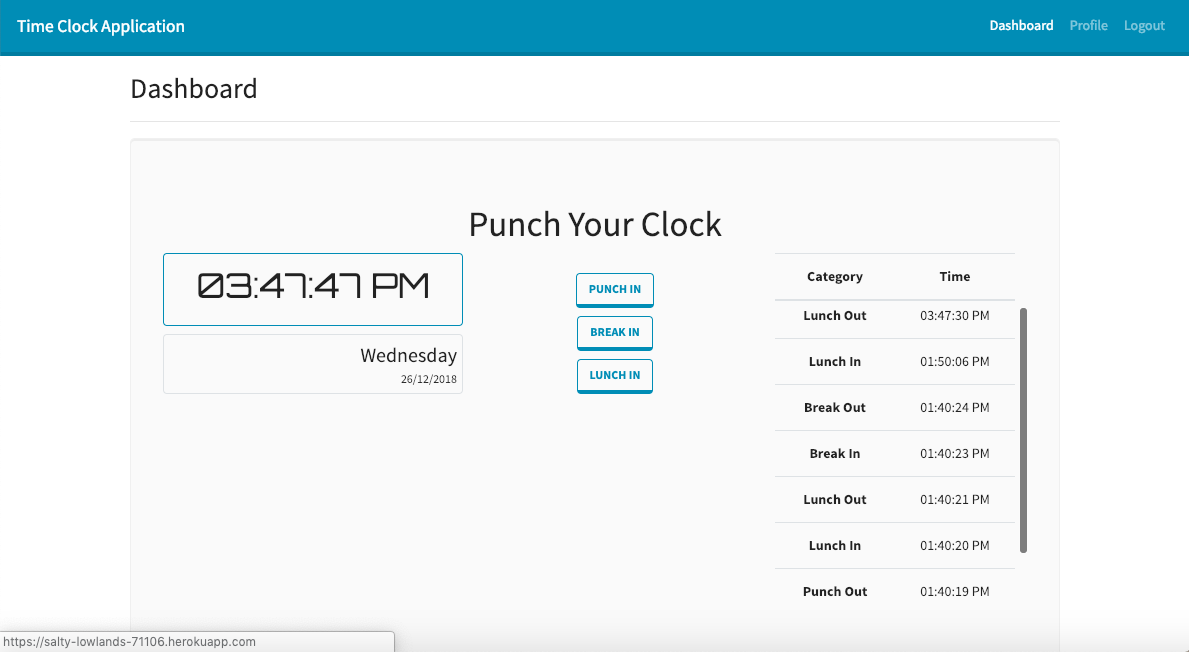 Time Clock Application
Dashboard Profile Logout
Dashboard
Punch Your Clock
03:47:47 PM
Wednesday
26/12/2018
PUNCH IN
BREAK IN
LUNCH IN
Category Time
Lunch Out 03:47:30 PM
Lunch In 01:50:06 PM
Break Out 01:40:24 PM
Break In 01:40:23 PM
Lunch Out 01:40:21 PM
Lunch In 01:40:20 PM
Punch Out 01:40:19 PM
https://salty-lowlands-71106.herokuapp.com